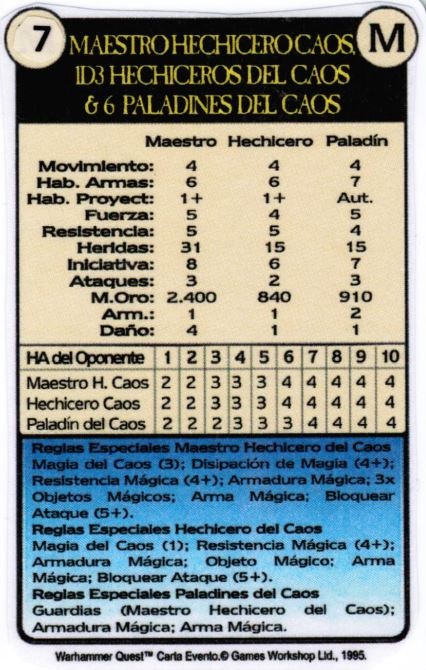 7
M
MAESTRO HECHICERO CAOS,
1D3 HECHICEROS DEL CAOS
& 6 PALADINES DEL CAOS
Maestro Hechicero Paladín
Movimiento: 4 4 4
Hab. Armas: 6 6 7
Hab. Proyect: 1+ 1+ Aut.
Fuerza: 5 4 5
Resistencia: 5 5 4
Heridas: 31 15 15
Iniciativa: 8 6 7
Ataques: 3 2 3
M.Oro: 2.400 840 910
Arm.: 1 1 2
Daño: 4 1 1
HA del Oponente 1 2 3 4 5 6 7 8 9 10
Maestro H. Caos 2 2 3 3 3 4 4 4 4 4
Hechicero Caos 2 2 3 3 3 4 4 4 4 4
Paladín del Caos 2 2 2 3 3 3 4 4 4 4
Reglas Especiales Maestro Hechicero del Caos
Magia del Caos (3); Disipación de Magia (4+);
Resistencia Mágica (4+); Armadura Mágica; 3x
Objetos Mágicos; Arma Mágica; Bloquear
Ataque (5+).
Reglas Especiales Hechicero del Caos
Magia del Caos (1); Resistencia Mágica (4+);
Armadura Mágica; Objeto Mágico; Arma
Mágica; Bloquear Ataque (5+).
Reglas Especiales Paladines del Caos
Guardias (Maestro Hechicero del Caos);
Armadura Mágica; Arma Mágica.
Warhammer Quest™ Carta Evento.© Games Workshop Ltd., 1995.